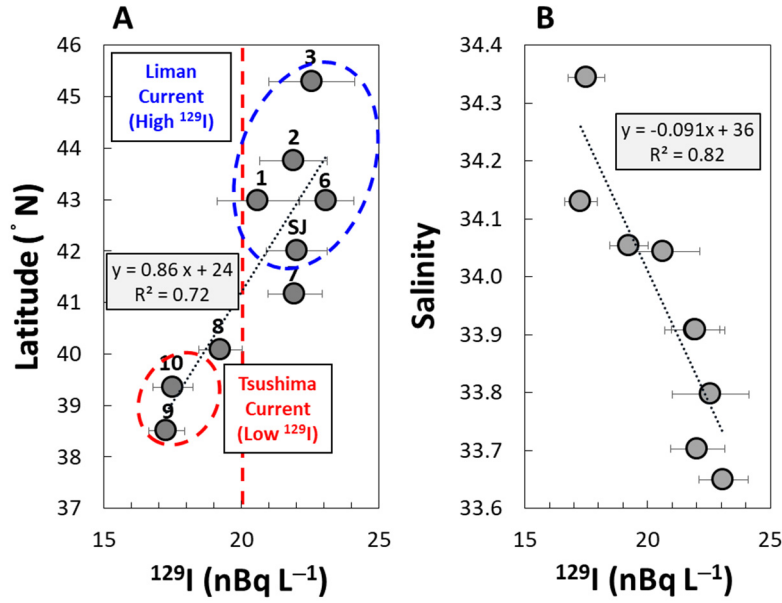 A
46
45
44
43
42
41
40
39
38
37
Latitude (° N)
Liman
Current
(High ¹²⁹I)
3
2
1
6
SJ
7
8
10
9
y = 0.86 x + 24
R² = 0.72
Tsushima
Current
(Low ¹²⁹I)
15 20 25
¹²⁹I (nBq L⁻¹)
B
34.4
34.3
34.2
34.1
34.0
33.9
33.8
33.7
33.6
Salinity
y = -0.091x + 36
R² = 0.82
15 20 25
¹²⁹I (nBq L⁻¹)